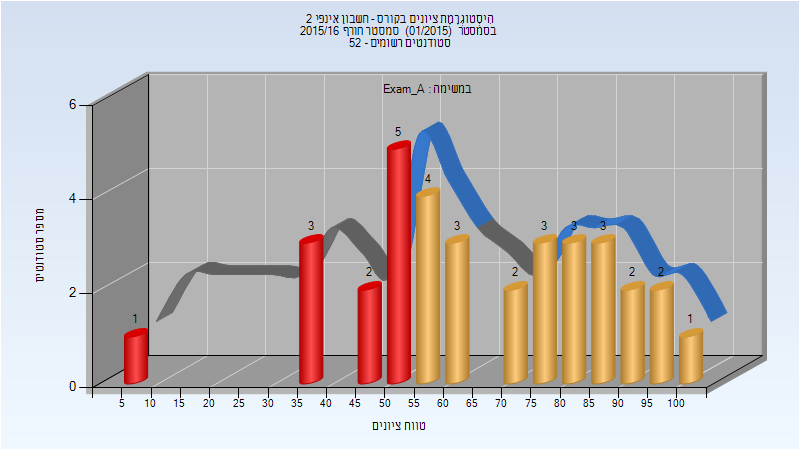 היסטוגרמת ציונים בקורס - חשבון אינפי 2
בסמסטר (01/2015) סמסטר חורף 2015/16
סטודנטים רשומים - 52
במשימה : Exam_A
מספר סטודנטים
6
4
2
0
1
3
2
5
4
3
2
3
3
3
2
2
1
5 10 15 20 25 30 35 40 45 50 55 60 65 70 75 80 85 90 95 100
טווח ציונים